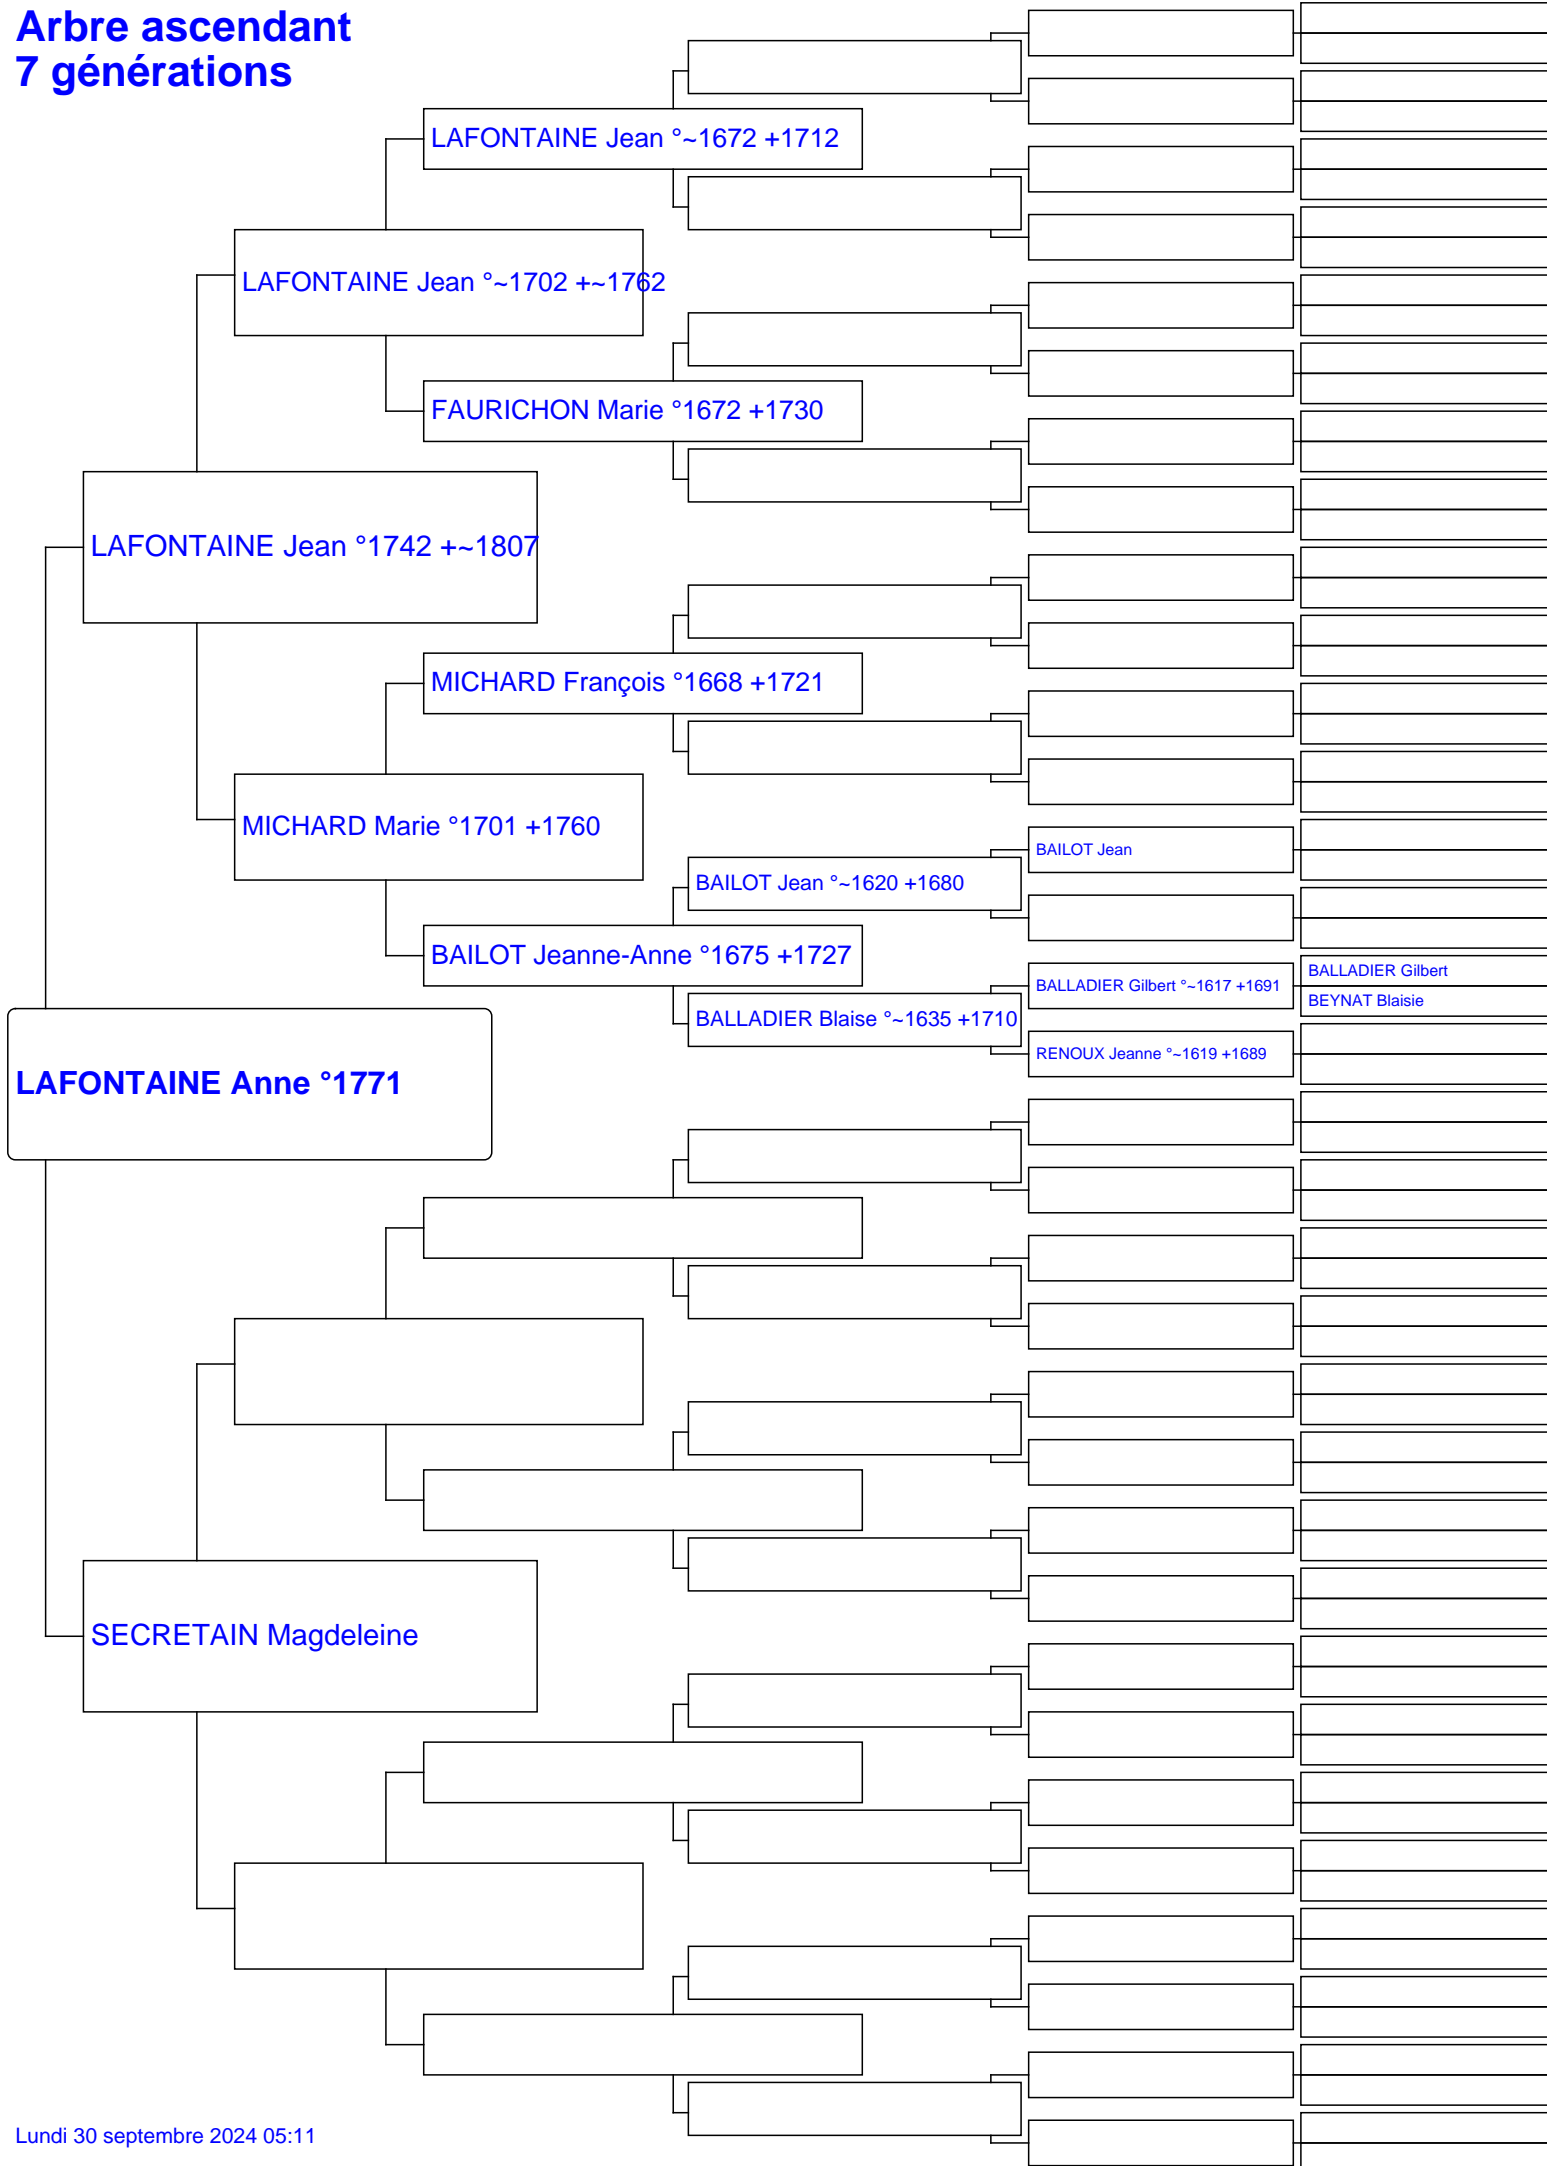 Arbre ascendant
7 générations
LAFONTAINE Jean °~1672 +1712
LAFONTAINE Jean °~1702 +~1762
FAURICHON Marie °1672 +1730
LAFONTAINE Jean °1742 +~1807
MICHARD François °1668 +1721
MICHARD Marie °1701 +1760
BAILOT Jean
BAILOT Jean °~1620 +1680
BAILOT Jeanne-Anne °1675 +1727
BALLADIER Gilbert
BALLADIER Gilbert °~1617 +1691
BEYNAT Blaisie
BALLADIER Blaise °~1635 +1710
RENOUX Jeanne °~1619 +1689
LAFONTAINE Anne °1771
SECRETAIN Magdeleine
Lundi 30 septembre 2024 05:11